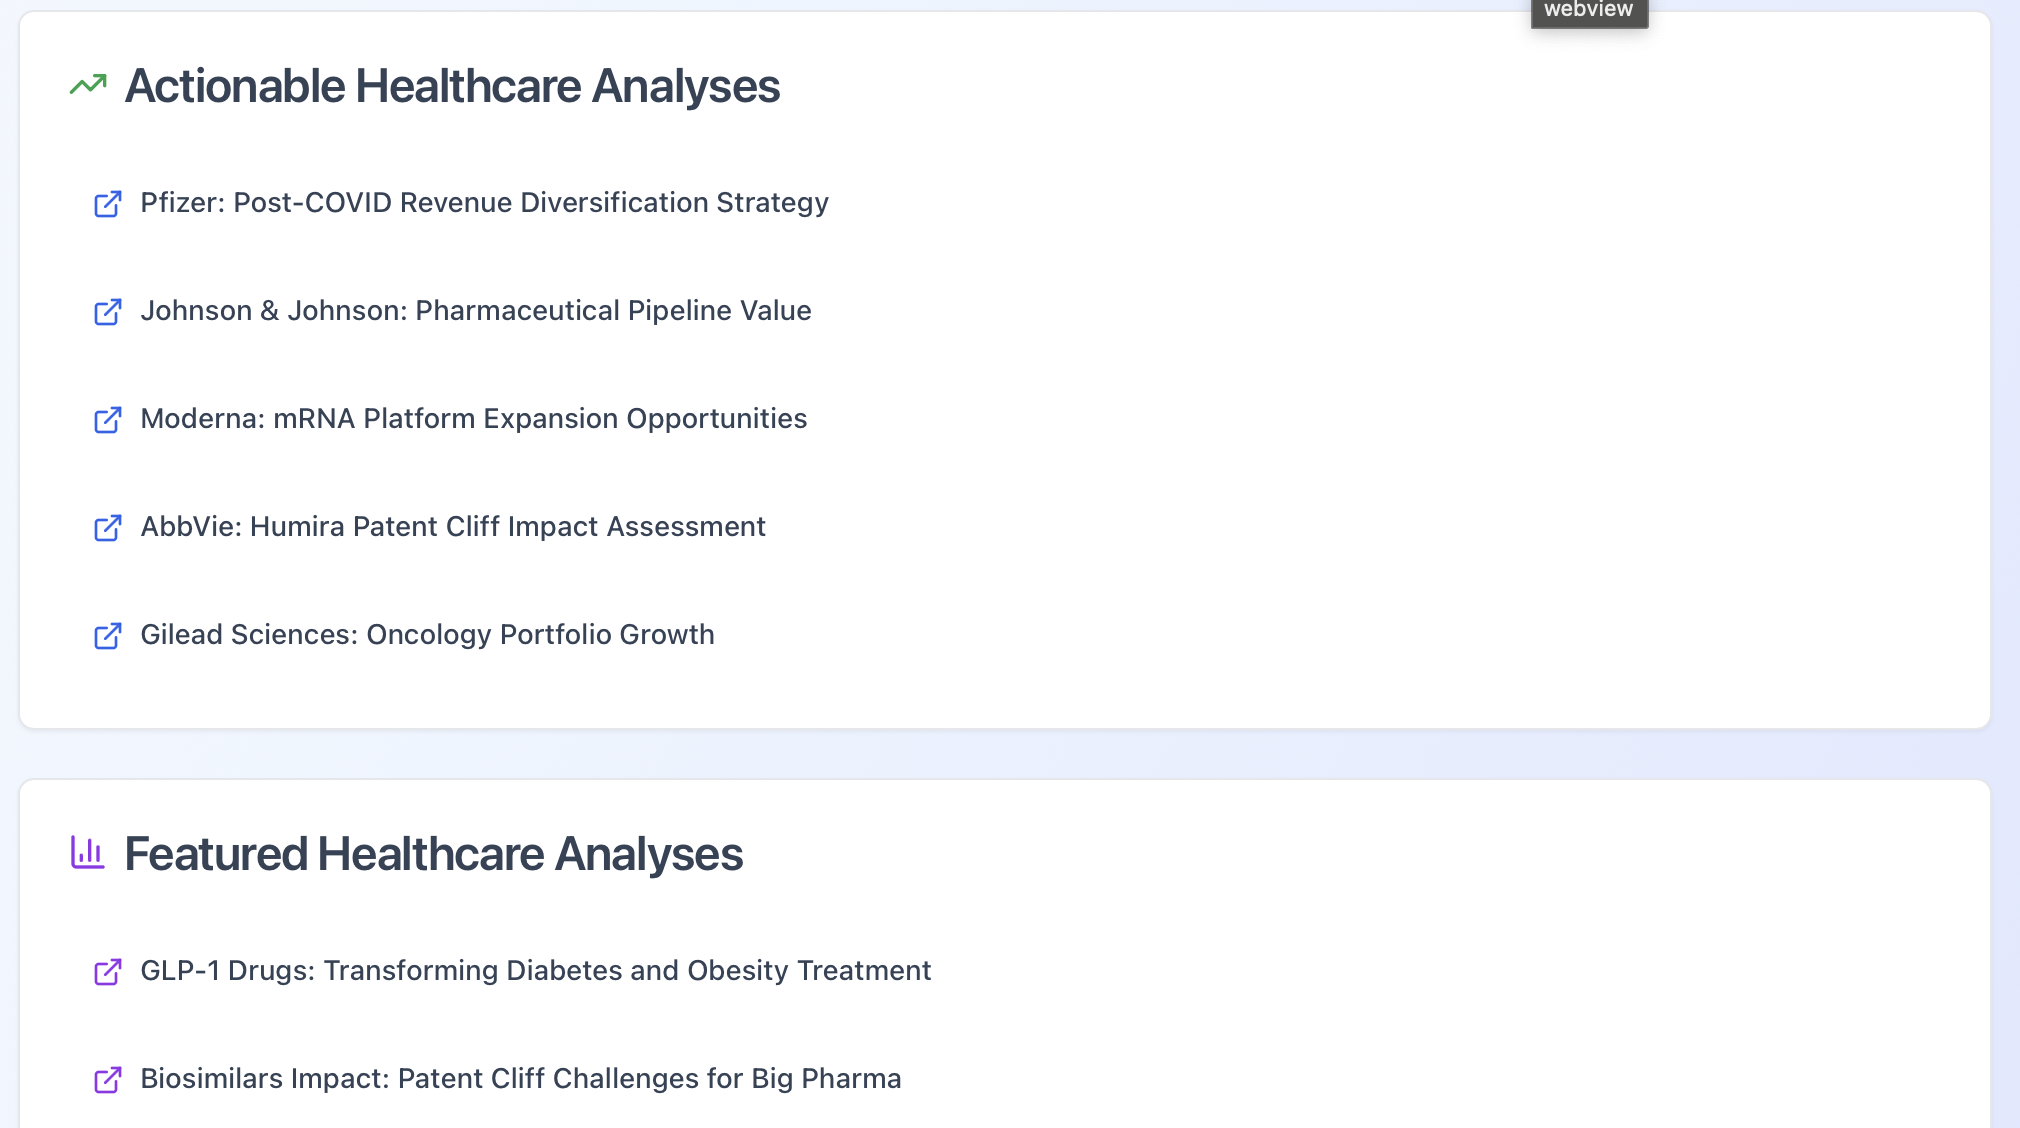 webview
Actionable Healthcare Analyses
Pfizer: Post-COVID Revenue Diversification Strategy
Johnson & Johnson: Pharmaceutical Pipeline Value
Moderna: mRNA Platform Expansion Opportunities
AbbVie: Humira Patent Cliff Impact Assessment
Gilead Sciences: Oncology Portfolio Growth
Featured Healthcare Analyses
GLP-1 Drugs: Transforming Diabetes and Obesity Treatment
Biosimilars Impact: Patent Cliff Challenges for Big Pharma